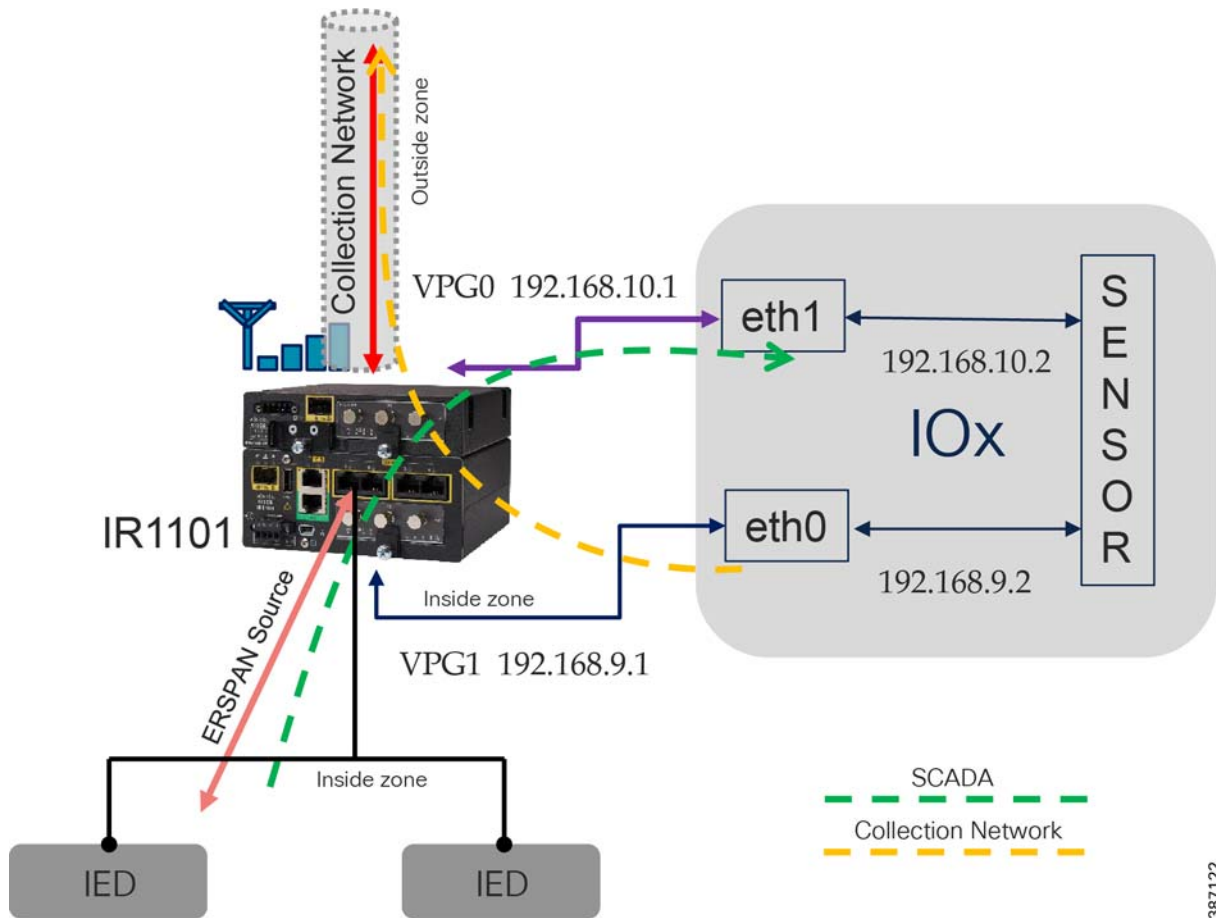 Collection Network
Outside zone
VPG0 192.168.10.1
eth1
192.168.10.2
IOx
SENSOR
IR1101
eth0
192.168.9.2
Inside zone
VPG1 192.168.9.1
ERSPAN Source
Inside zone
IED
IED
SCADA
Collection Network
387122